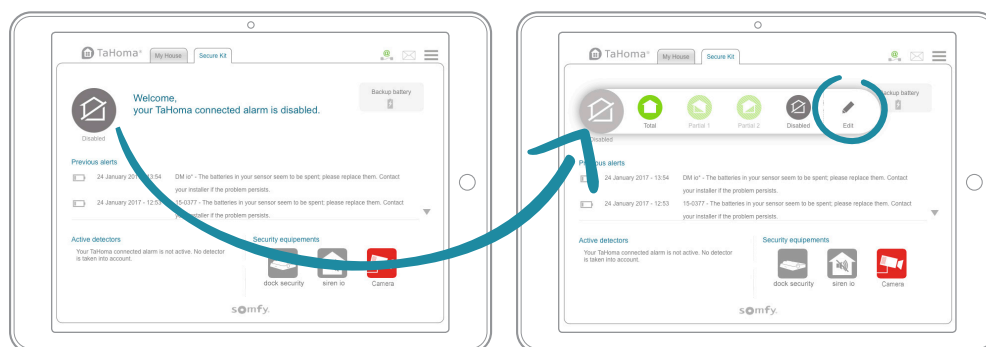 TaHoma®
My House
Secure Kit
Welcome,
your TaHoma connected alarm is disabled.
Backup battery
Disabled
Previous alerts
24 January 2017 - 13:54 DM io° - The batteries in your sensor seem to be spent; please replace them. Contact
your installer if the problem persists.
24 January 2017 - 12:53 15-0377 - The batteries in your sensor seem to be spent; please replace them. Contact
your installer if the problem persists.
Active detectors
Your TaHoma connected alarm is not active. No detector
is taken into account.
Security equipements
dock security
siren io
Camera
somfy.
TaHoma®
My House
Secure Kit
Backup battery
Total
Partial 1
Partial 2
Disabled
Edit
Disabled
Previous alerts
24 January 2017 - 13:54 DM io° - The batteries in your sensor seem to be spent; please replace them. Contact
your installer if the problem persists.
24 January 2017 - 12:53 15-0377 - The batteries in your sensor seem to be spent; please replace them. Contact
your installer if the problem persists.
Active detectors
Your TaHoma connected alarm is not active. No detector
is taken into account.
Security equipements
dock security
siren io
Camera
somfy.